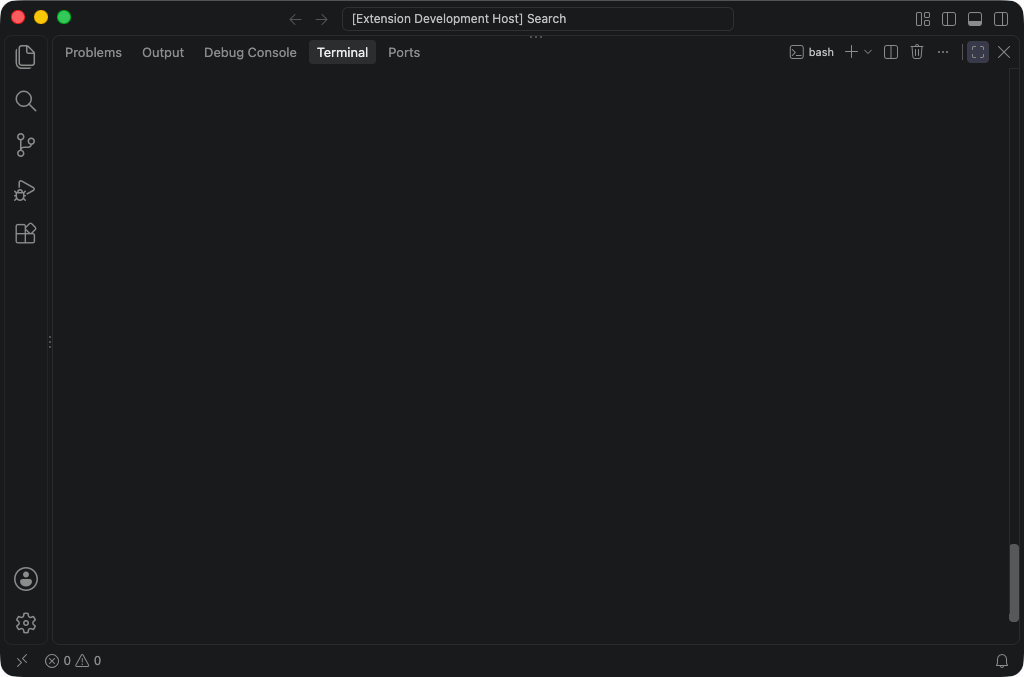 [Extension Development Host] Search
Problems Output Debug Console Terminal Ports bash
0 0